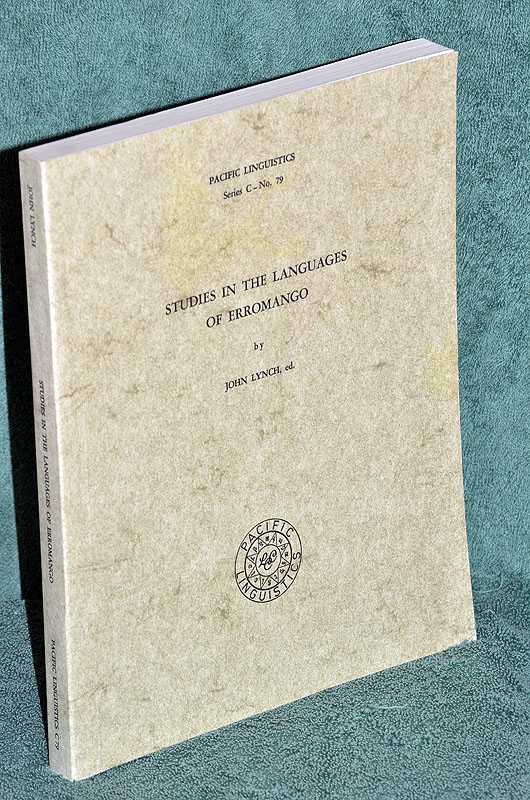 PACIFIC LINGUISTICS
Series C – No. 79
STUDIES IN THE LANGUAGES
OF ERROMANGO
by
JOHN LYNCH, ed.
PACIFIC
LINGUISTICS
JOHN LYNCH
STUDIES IN THE LANGUAGES OF ERROMANGO
PACIFIC LINGUISTICS C79